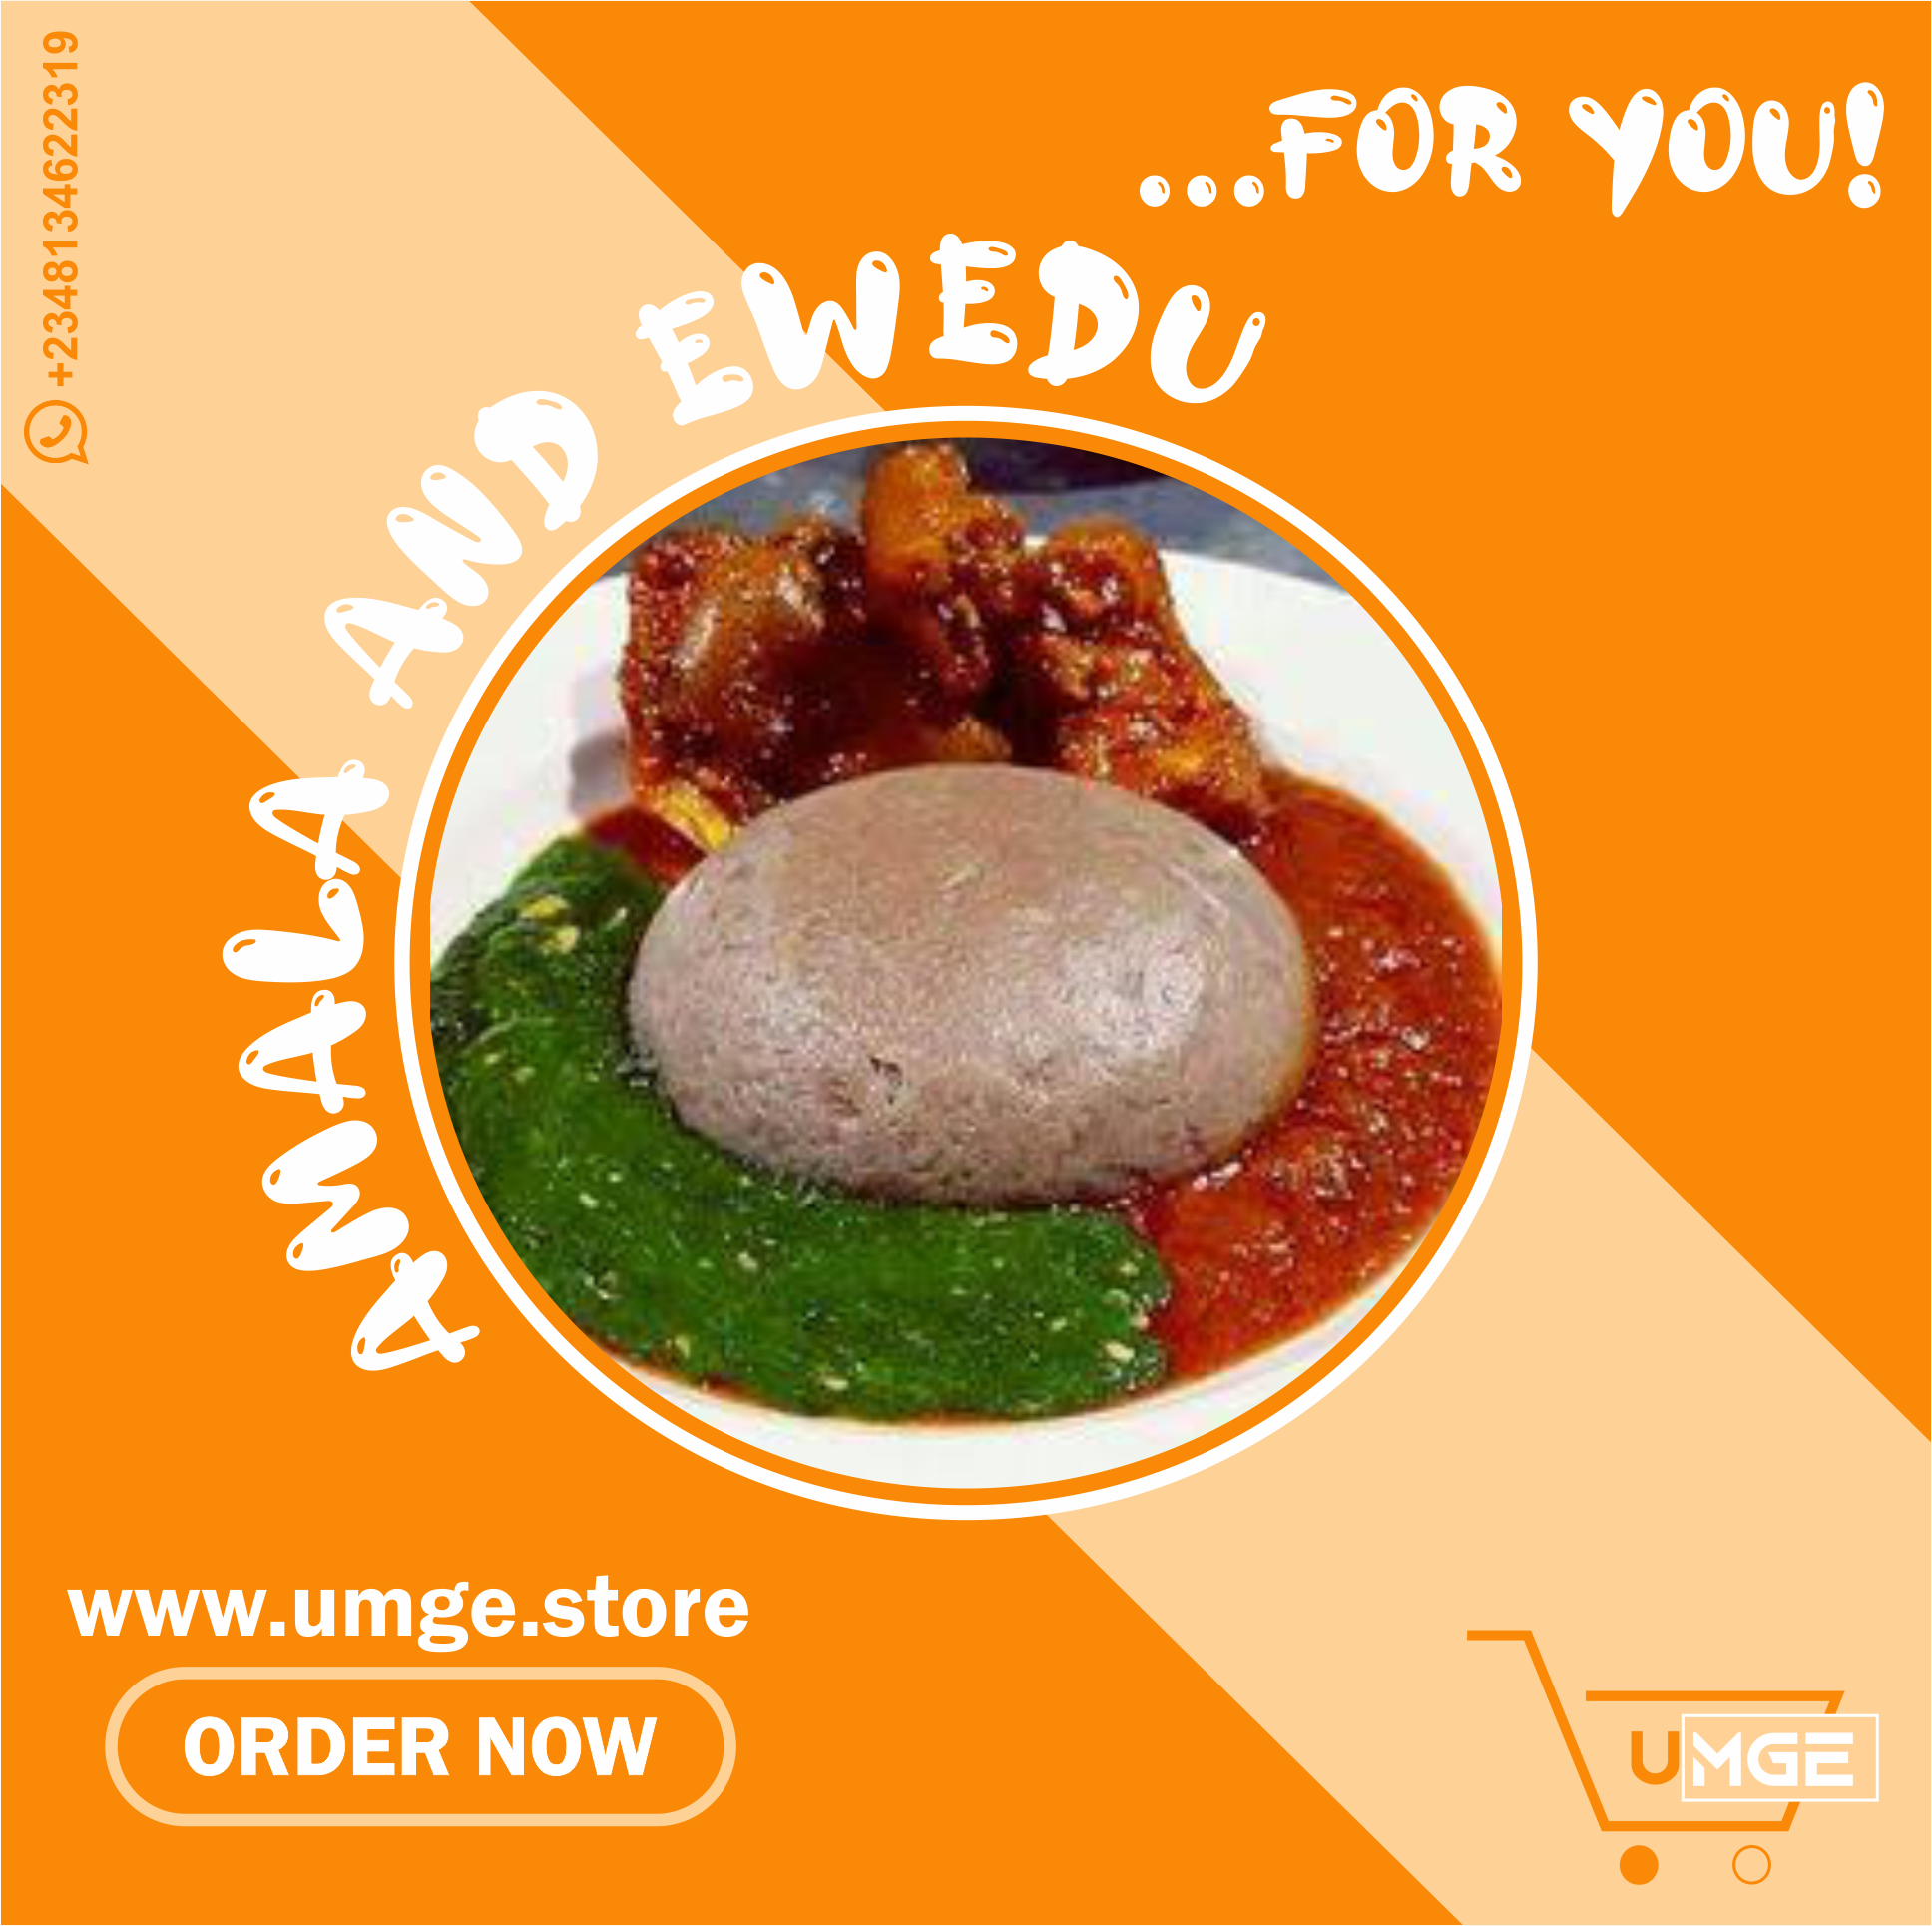 +2348134622319
...FOR YOU!
AMALA AND EWEDU
www.umge.store
ORDER NOW
UMGE